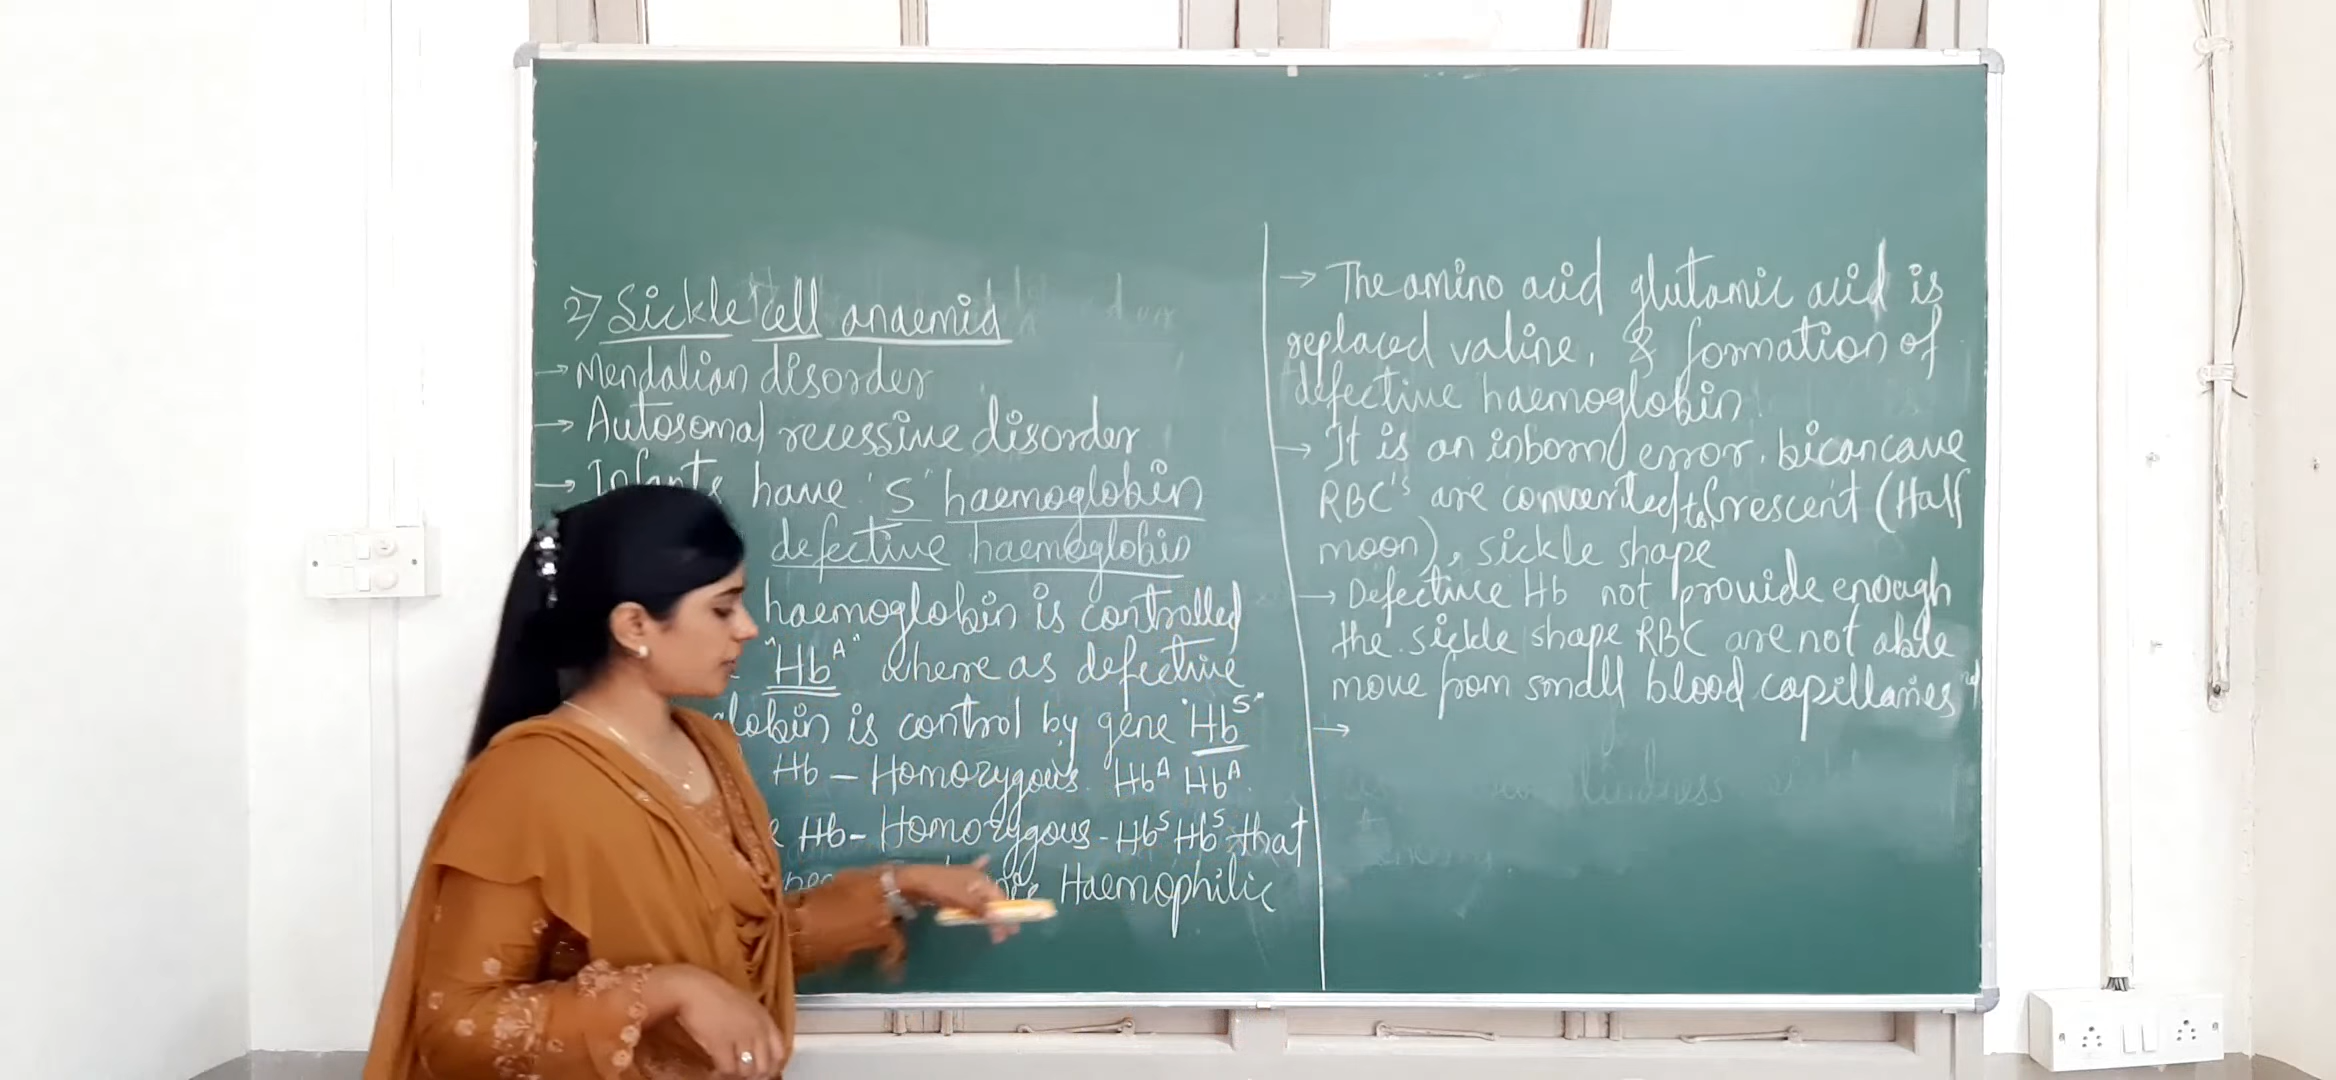 2) Sickle cell anaemia
→ Mendalian disorder
→ Autosomal recessive disorder
→ Infants have "S" haemoglobin
defective haemoglobin
haemoglobin is controlled
"Hb^A" where as defective
globin is control by gene "Hb^S"
Hb – Homozygous. Hb^A Hb^A.
Hb – Homozygous - Hb^S Hb^S that
Haemophilic
→ The amino acid glutamic acid is
replaced valine, & formation of
defective haemoglobin.
→ It is an inborn error. bicancave
RBC's are converted to Crescent (Half
moon), sickle shape
→ Defective Hb not provide enough
the sickle shape RBC are not able
move from small blood capillaries
→